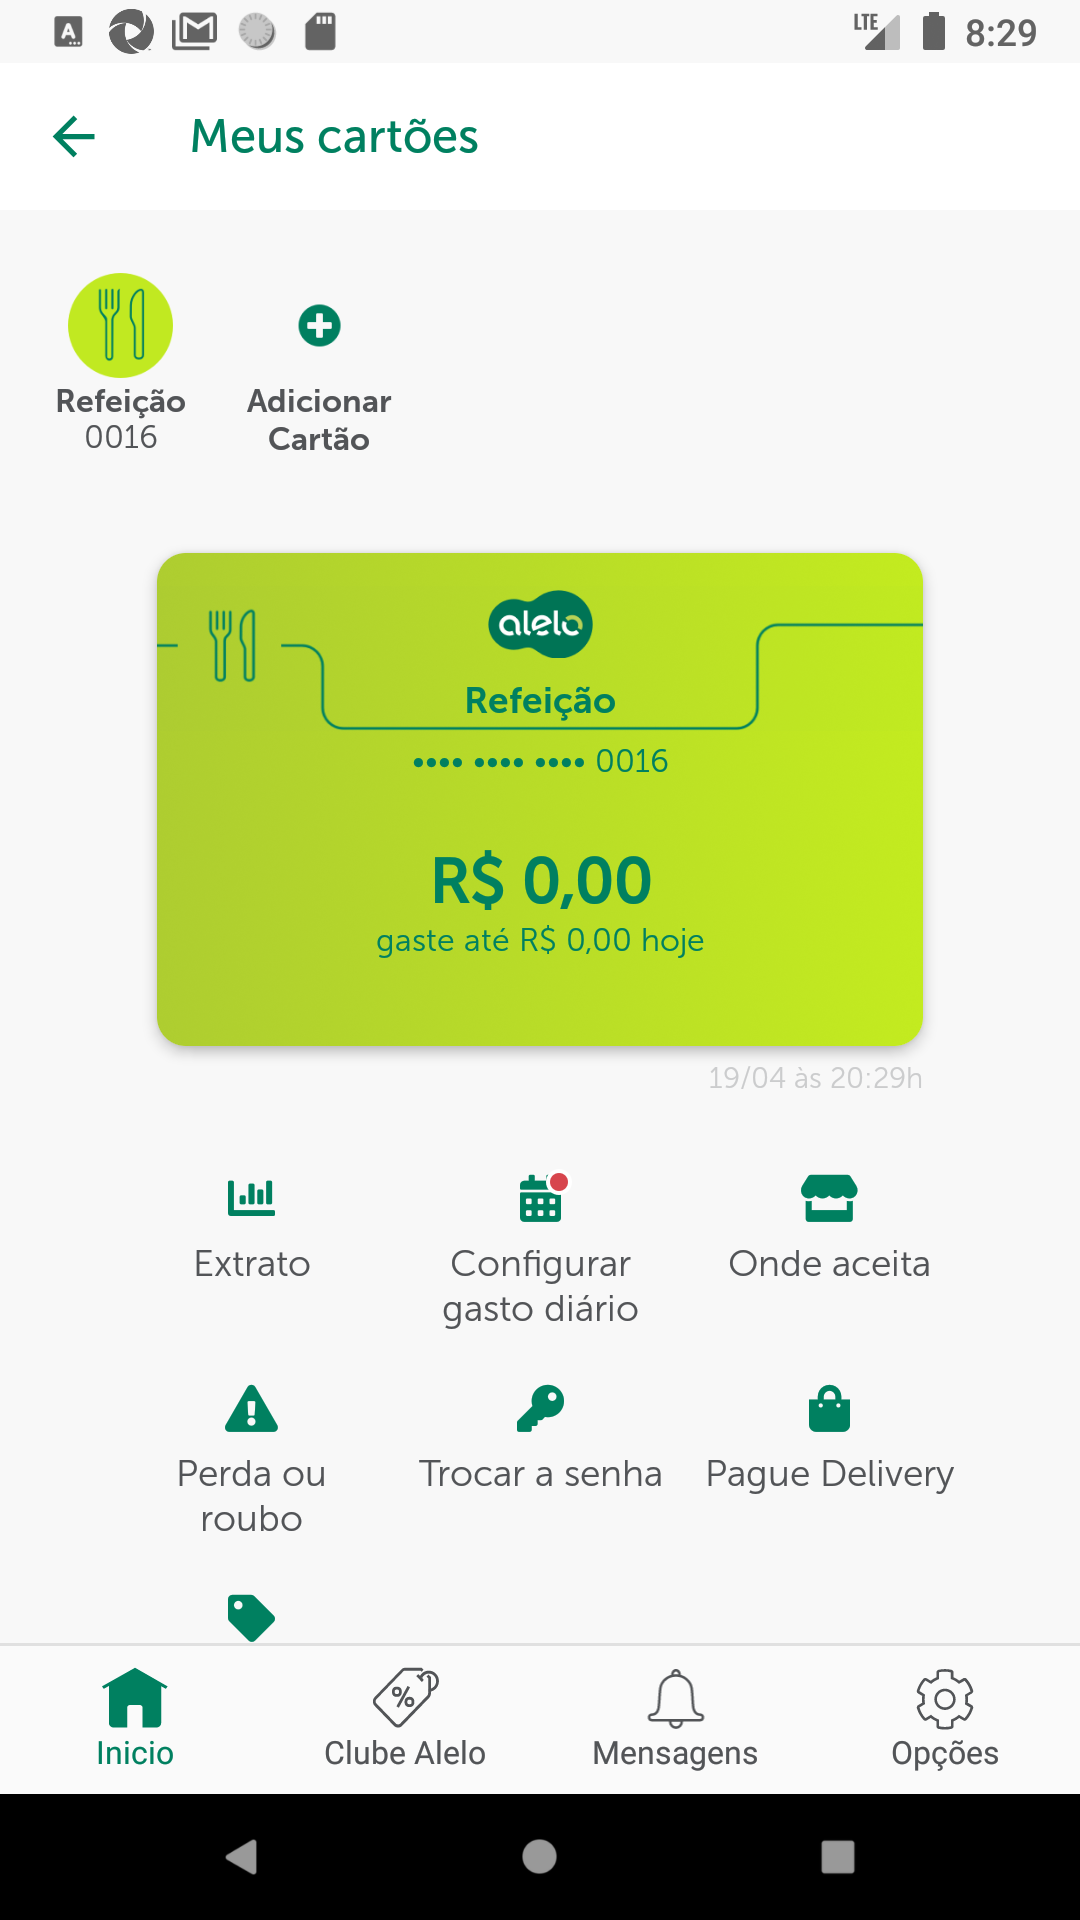 LTE 8:29
Meus cartões
Refeição
0016
Adicionar
Cartão
alelo
Refeição
•••• •••• •••• 0016
R$ 0,00
gaste até R$ 0,00 hoje
19/04 às 20:29h
Extrato
Configurar
gasto diário
Onde aceita
Perda ou
roubo
Trocar a senha
Pague Delivery
Inicio
Clube Alelo
Mensagens
Opções